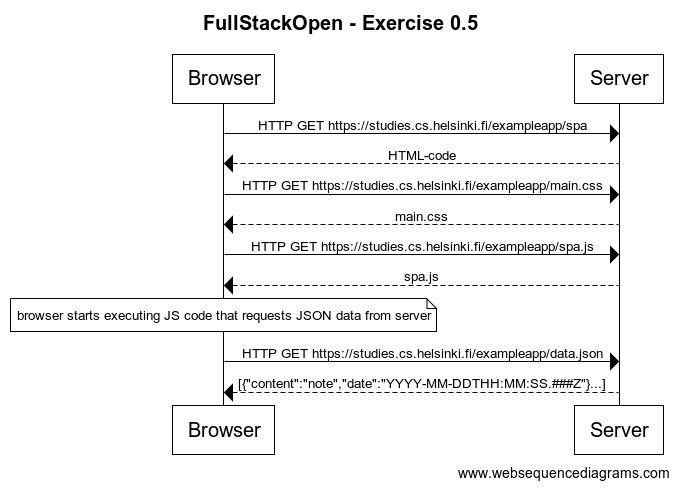 FullStackOpen - Exercise 0.5
Browser
Server
HTTP GET https://studies.cs.helsinki.fi/exampleapp/spa
HTML-code
HTTP GET https://studies.cs.helsinki.fi/exampleapp/main.css
main.css
HTTP GET https://studies.cs.helsinki.fi/exampleapp/spa.js
spa.js
browser starts executing JS code that requests JSON data from server
HTTP GET https://studies.cs.helsinki.fi/exampleapp/data.json
[{"content":"note","date":"YYYY-MM-DDTHH:MM:SS.###Z"}...]
Browser
Server
www.websequencediagrams.com